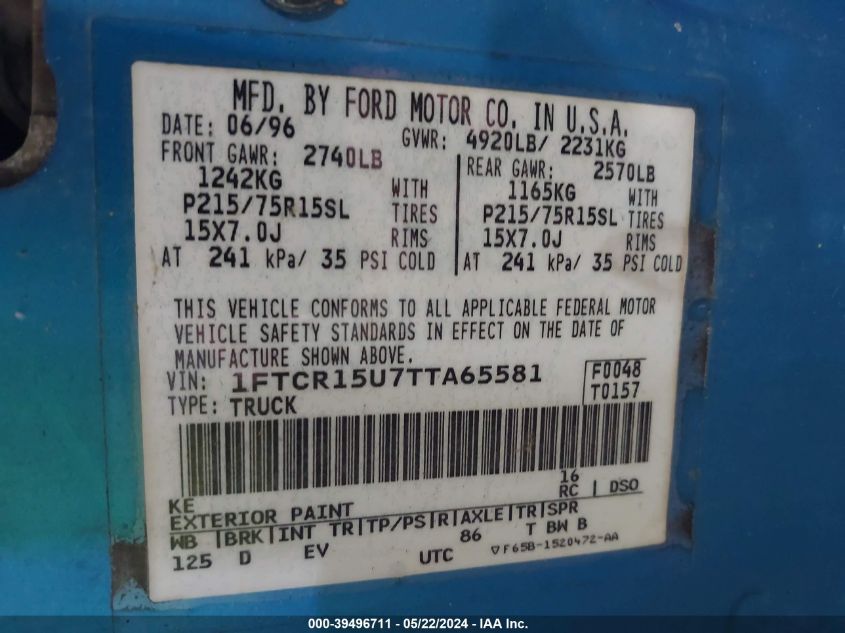 MFD. BY FORD MOTOR CO. IN U.S.A.
DATE: 06/96 GVWR: 4920LB/ 2231KG
FRONT GAWR: 2740LB REAR GAWR: 2570LB
1242KG WITH 1165KG WITH
P215/75R15SL TIRES P215/75R15SL TIRES
15X7.0J RIMS 15X7.0J RIMS
AT 241 kPa/ 35 PSI COLD AT 241 kPa/ 35 PSI COLD
THIS VEHICLE CONFORMS TO ALL APPLICABLE FEDERAL MOTOR
VEHICLE SAFETY STANDARDS IN EFFECT ON THE DATE OF
MANUFACTURE SHOWN ABOVE.
VIN: 1FTCR15U7TTA65581 F0048
TYPE: TRUCK T0157
KE 16
EXTERIOR PAINT RC | DSO
WB |BRK|INT TR|TP/PS|R|AXLE|TR|SPR
125 D EV UTC 86 T BW B
▽F65B-1520472-AA
000-39496711 - 05/22/2024 - IAA Inc.